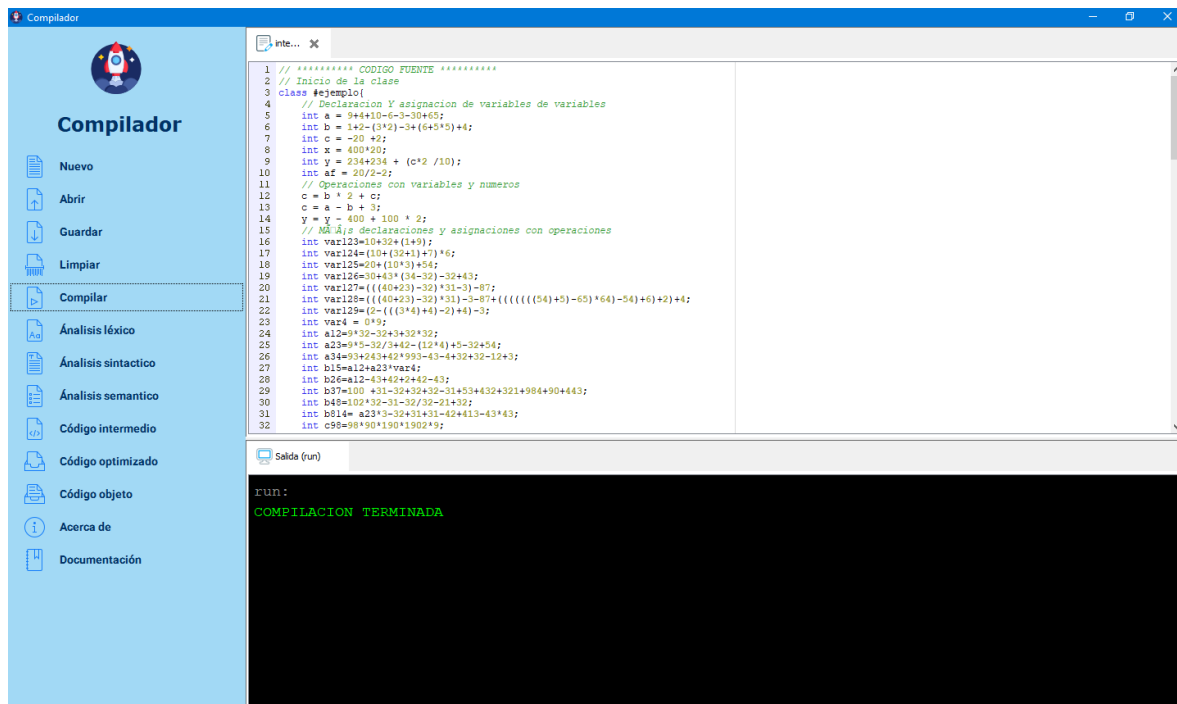 Compilador
Compilador
Nuevo
Abrir
Guardar
Limpiar
Compilar
Ánalisis léxico
Ánalisis sintactico
Ánalisis semantico
Código intermedio
Código optimizado
Código objeto
Acerca de
Documentación
inte...
1 // ********** CODIGO FUENTE **********
2 // Inicio de la clase
3 class #ejemplo{
4 // Declaracion Y asignacion de variables de variables
5 int a = 9+4+10-6-3-30+65;
6 int b = 1+2-(3*2)-3+(6+5*5)+4;
7 int c = -20 +2;
8 int x = 400*20;
9 int y = 234+234 + (c*2 /10);
10 int af = 20/2-2;
11 // Operaciones con variables y numeros
12 c = b * 2 + c;
13 c = a - b + 3;
14 y = y - 400 + 100 * 2;
15 // declaraciones y asignaciones con operaciones
16 int var123=10+32+(1+9);
17 int var124=(10+(32+1)+7)*6;
18 int var125=20+(10*3)+54;
19 int var126=30+43*(34-32)-32+43;
20 int var127=(((40+23)-32)*31-3)-87;
21 int var128=(((40+23)-32)*31)-3-87+(((((((54)+5)-65)*64)-54)+6)+2)+4;
22 int var129=(2-(((3*4)+4)-2)+4)-3;
23 int var4 = 0*9;
24 int a12=9*32-32+3+32*32;
25 int a23=9*5-32/3+42-(12*4)+5-32+54;
26 int a34=93+243+42*993-43-4+32+32-12+3;
27 int b15=a12+a23*var4;
28 int b26=a12-43+42+2+42-43;
29 int b37=100 +31-32+32+32-31+53+432+321+984+90+443;
30 int b48=102*32-31-32/32-21+32;
31 int b814= a23*3-32+31+31-42+413-43*43;
32 int c98=98*90*190*1902*9;
Salida (run)
run:
COMPILACION TERMINADA